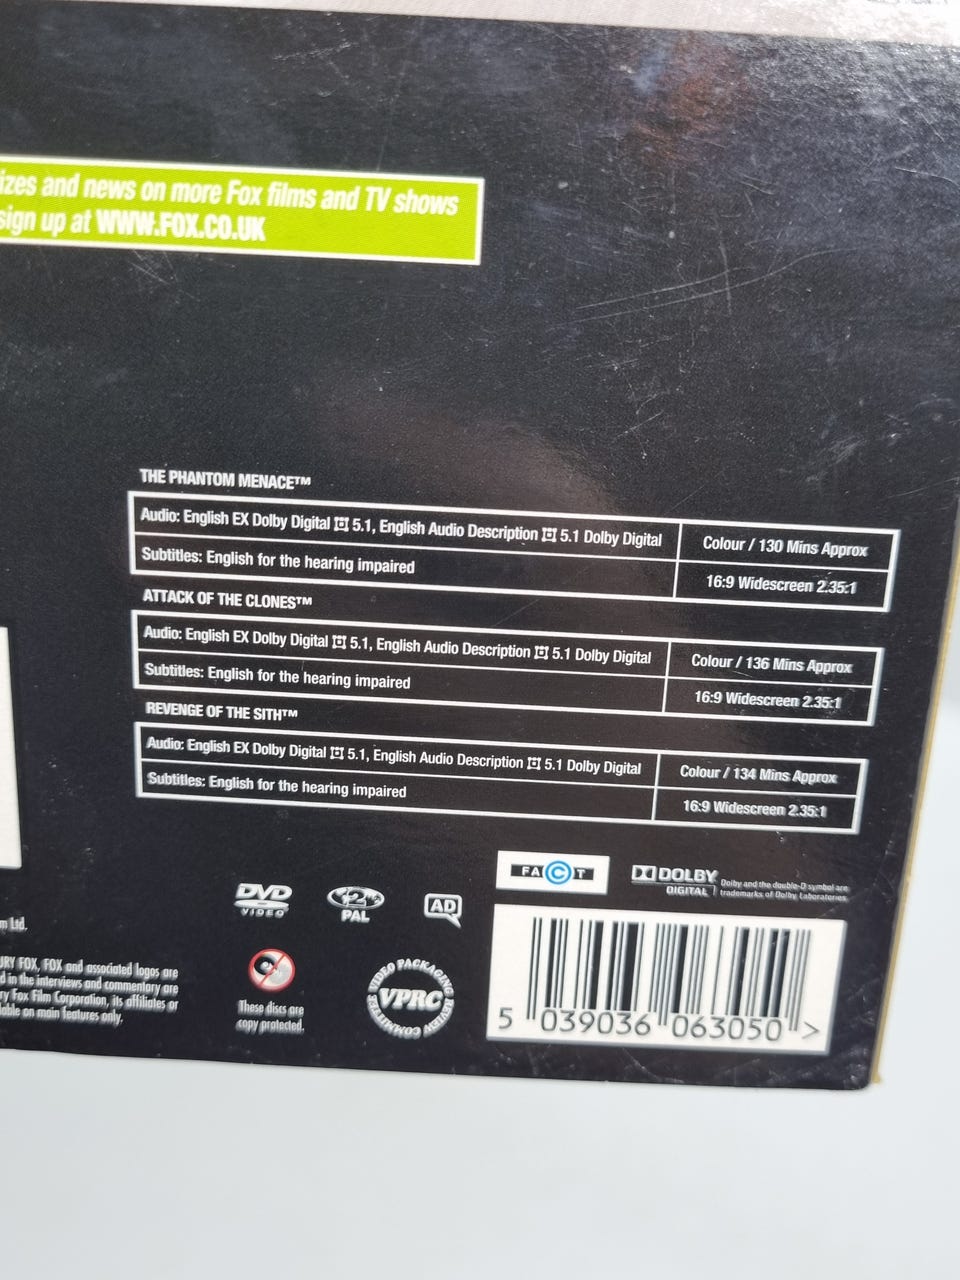 izes and news on more Fox films and TV shows
sign up at WWW.FOX.CO.UK
THE PHANTOM MENACE™
Audio: English EX Dolby Digital 5.1, English Audio Description 5.1 Dolby Digital
Colour / 130 Mins Approx
Subtitles: English for the hearing impaired
16:9 Widescreen 2.35:1
ATTACK OF THE CLONES™
Audio: English EX Dolby Digital 5.1, English Audio Description 5.1 Dolby Digital
Colour / 136 Mins Approx
Subtitles: English for the hearing impaired
16:9 Widescreen 2.35:1
REVENGE OF THE SITH™
Audio: English EX Dolby Digital 5.1, English Audio Description 5.1 Dolby Digital
Colour / 134 Mins Approx
Subtitles: English for the hearing impaired
16:9 Widescreen 2.35:1
FACT
DOLBY
DIGITAL
Dolby and the double-D symbol are
trademarks of Dolby Laboratories
DVD
VIDEO
2
PAL
AD
m Ltd.
URY FOX, FOX and associated logos are
d in the interviews and commentary are
ry Fox Film Corporation, its affiliates or
lable on main features only.
These discs are
copy protected.
VIDEO PACKAGING
VPRC
REVIEW COMMITTEE
5 039036 063050 >